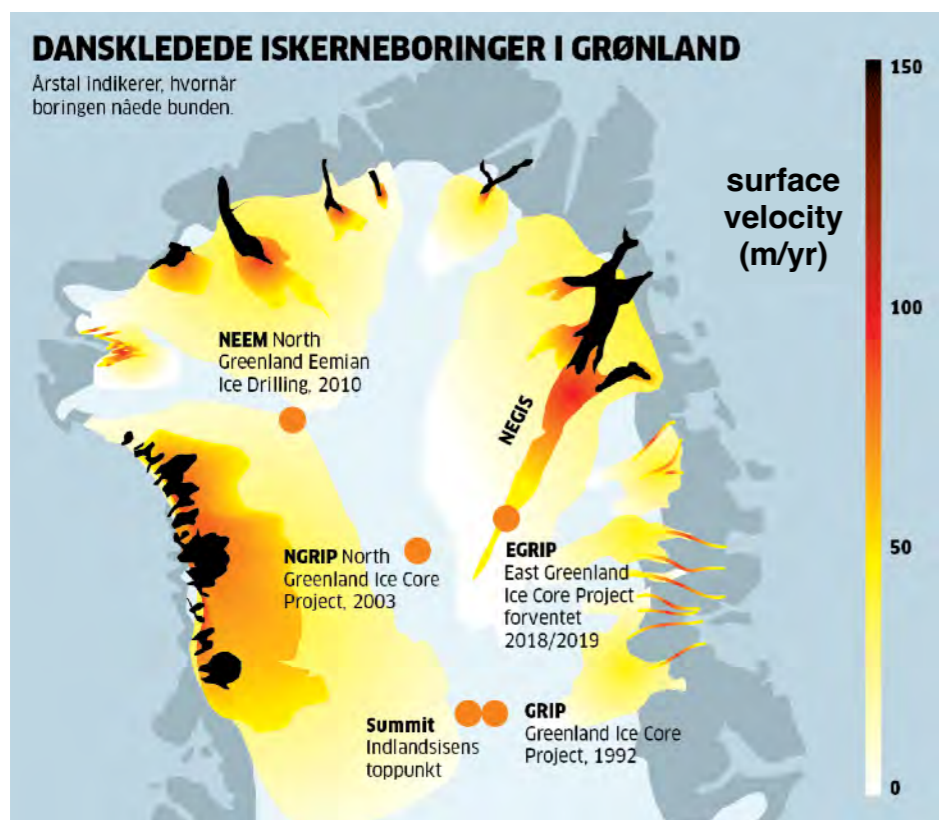 DANSKLEDEDE ISKERNEBORINGER I GRØNLAND
Årstal indikerer, hvornår
boringen nåede bunden.
150
surface
velocity
(m/yr)
100
NEEM North
Greenland Eemian
Ice Drilling, 2010
NEGIS
50
NGRIP North
Greenland Ice Core
Project, 2003
EGRIP
East Greenland
Ice Core Project
forventet
2018/2019
Summit
Indlandsisens
toppunkt
GRIP
Greenland Ice Core
Project, 1992
0